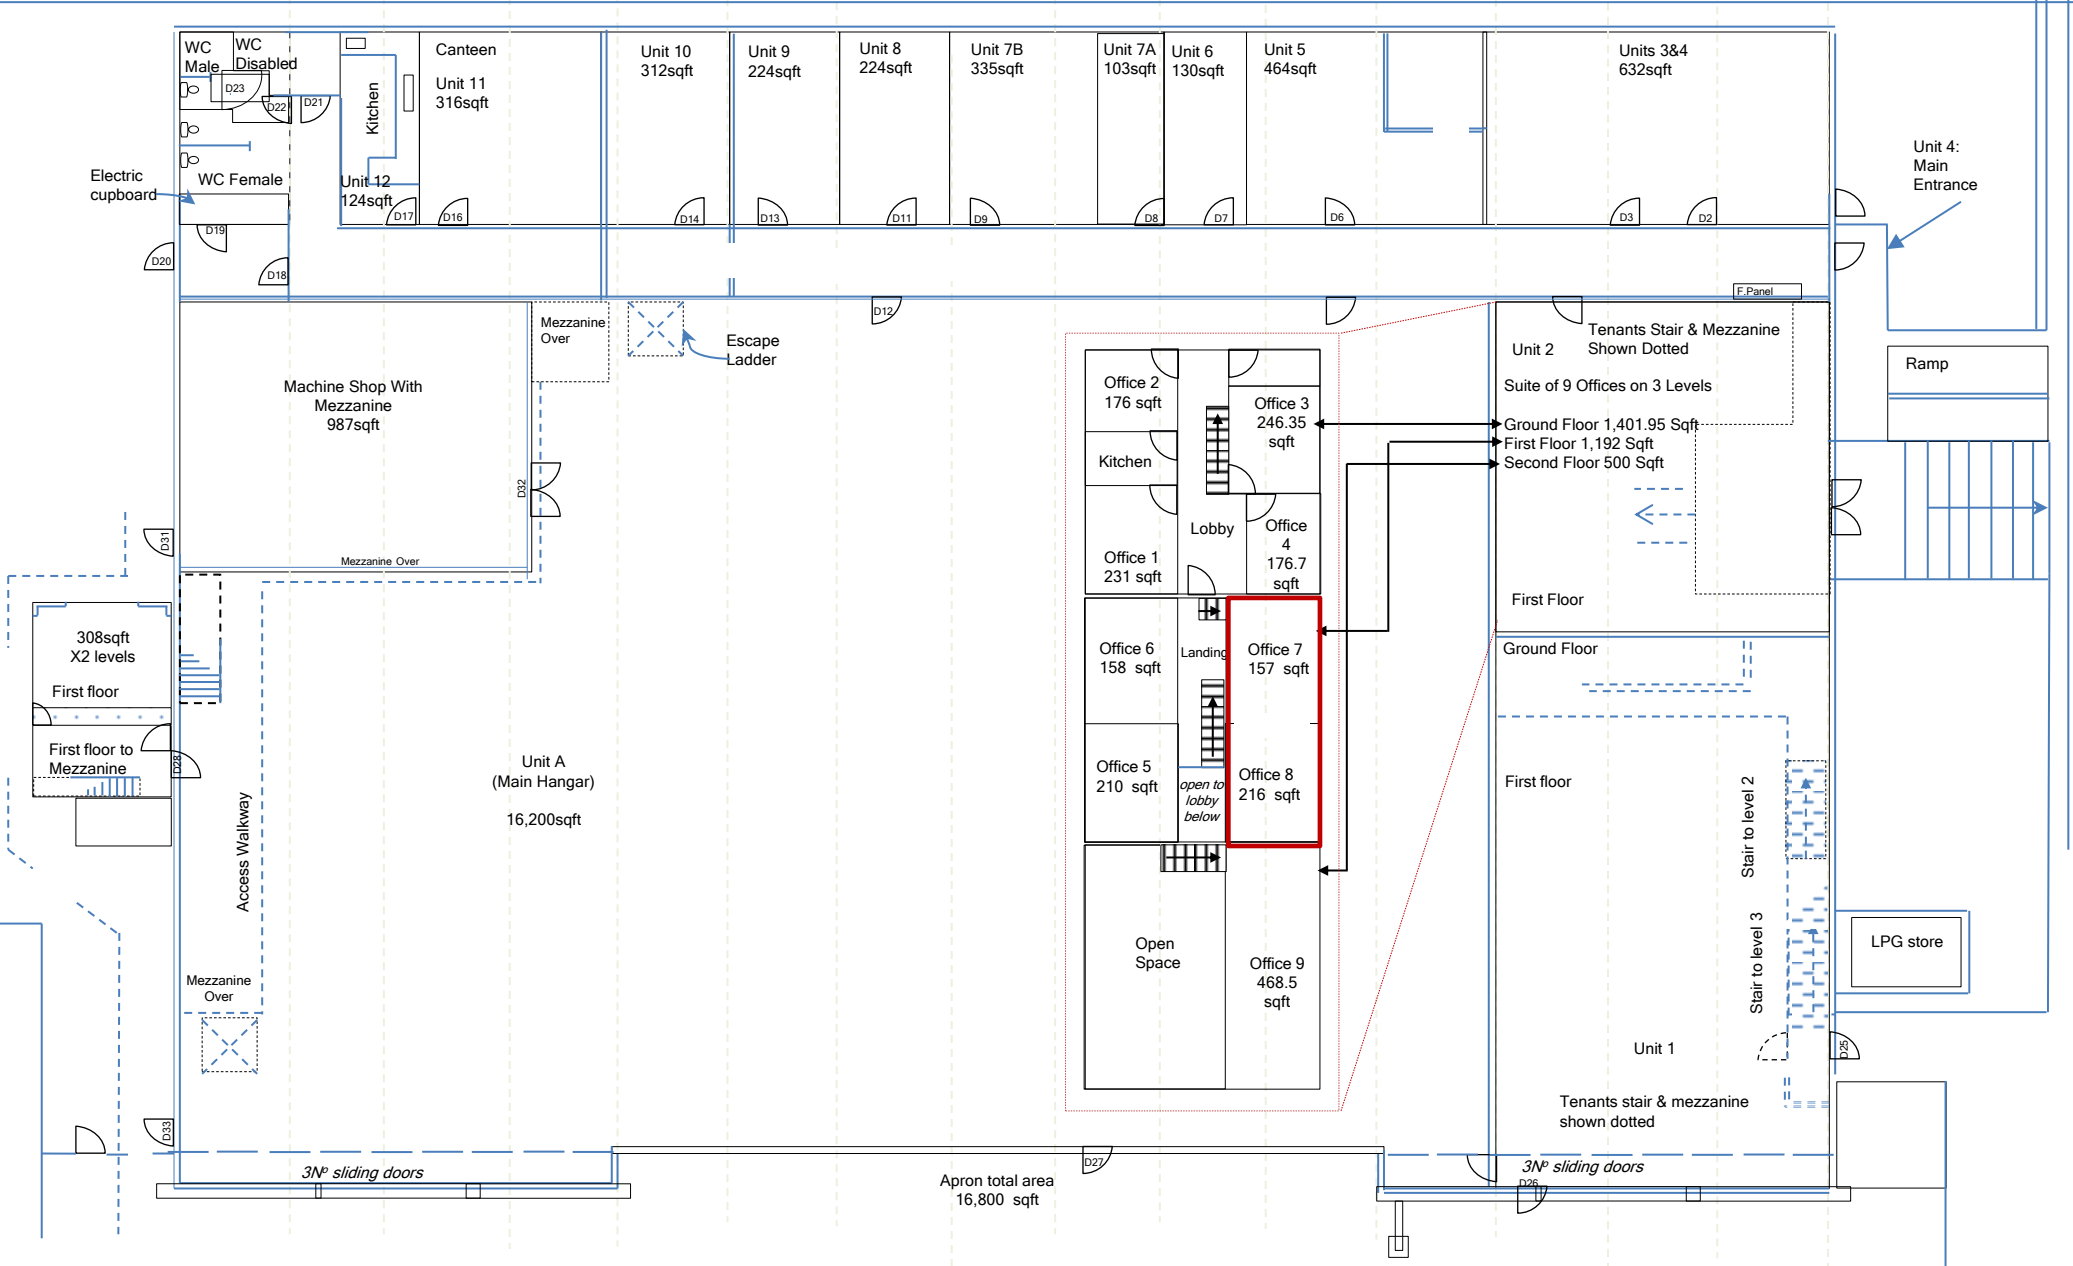 WC
Male
WC
Disabled
D23
D22
D21
Kitchen
Canteen
Unit 11
316sqft
Unit 10
312sqft
Unit 9
224sqft
Unit 8
224sqft
Unit 7B
335sqft
Unit 7A
103sqft
Unit 6
130sqft
Unit 5
464sqft
Units 3&4
632sqft
Unit 4:
Main
Entrance
Electric
cupboard
WC Female
Unit 12
124sqft
D17
D16
D14
D13
D11
D9
D8
D7
D6
D3
D2
D19
D20
D18
D12
F.Panel
Mezzanine
Over
Escape
Ladder
Machine Shop With
Mezzanine
987sqft
D32
Mezzanine Over
D31
Office 2
176 sqft
Office 3
246.35
sqft
Kitchen
Lobby
Office 1
231 sqft
Office
4
176.7
sqft
Office 6
158 sqft
Landing
Office 7
157 sqft
Office 5
210 sqft
open to
lobby
below
Office 8
216 sqft
Open
Space
Office 9
468.5
sqft
Tenants Stair & Mezzanine
Shown Dotted
Unit 2
Suite of 9 Offices on 3 Levels
Ground Floor 1,401.95 Sqft
First Floor 1,192 Sqft
Second Floor 500 Sqft
First Floor
Ramp
Ground Floor
First floor
Stair to level 2
Stair to level 3
LPG store
Unit 1
D25
Tenants stair & mezzanine
shown dotted
308sqft
X2 levels
First floor
First floor to
Mezzanine
D28
Access Walkway
Unit A
(Main Hangar)
16,200sqft
Mezzanine
Over
D33
3Nº sliding doors
D27
Apron total area
16,800 sqft
3Nº sliding doors
D26